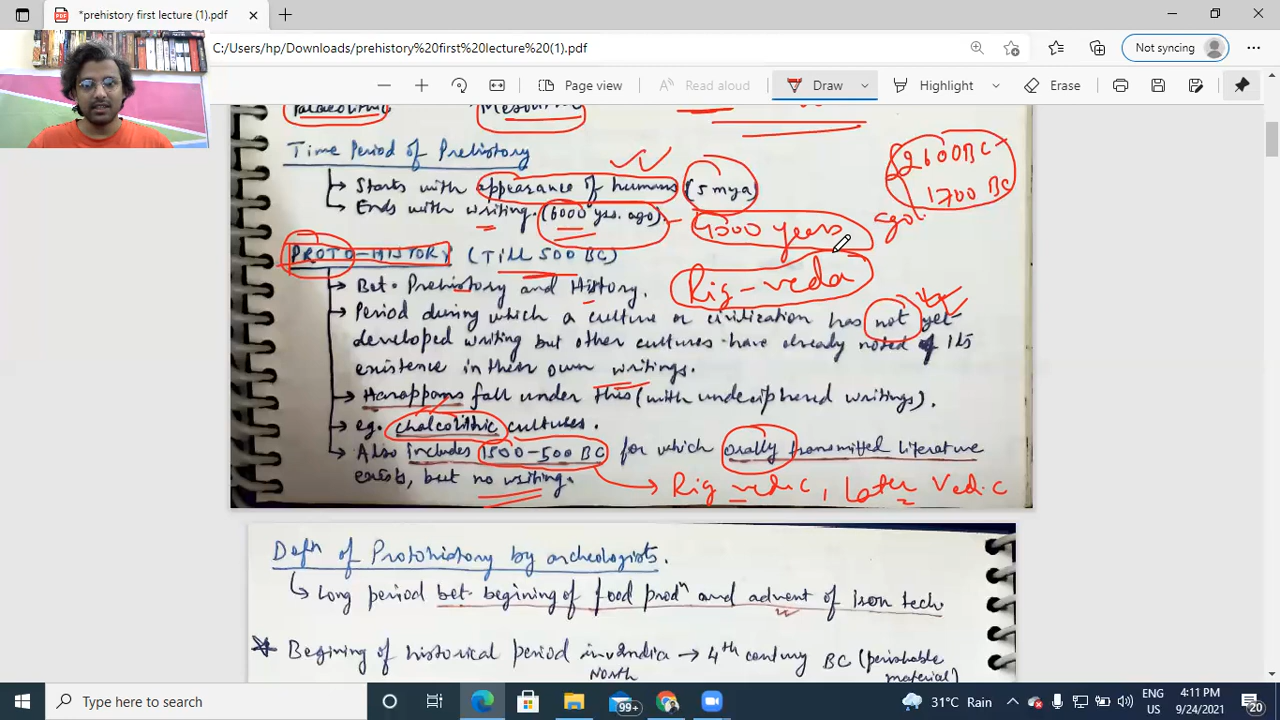 *prehistory first lecture (1).pdf
C:/Users/hp/Downloads/prehistory%20first%20lecture%20(1).pdf
Not syncing
Page view
Read aloud
Draw
Highlight
Erase
Palaeolithic Mesolithic
Time Period of Prehistory
Starts with appearance of humans (5 mya)
Ends with writing. (6000 yrs. ago). 4000 years ago.
2600 BC-
1700 BC
PROTO-HISTORY (Till 500 BC)
Rig-veda
Bet. Prehistory and History.
Period during which a culture or civilization has not yet
developed writing but other cultures have already noted its
existence in their own writings.
Harappans fall under this (with undeciphered writings).
eg. chalcolithic cultures.
Also includes 1500-500 BC for which orally transmitted literature
exists, but no writing.
Rig vedic, Later Vedic
Defn of Protohistory by archeologists.
Long period bet. begining of food prodn and advent of Iron tech
Begining of historical period in India → 4th century BC (perishable
North
material)
Type here to search
99+
31°C Rain
ENG
US
4:11 PM
9/24/2021
20